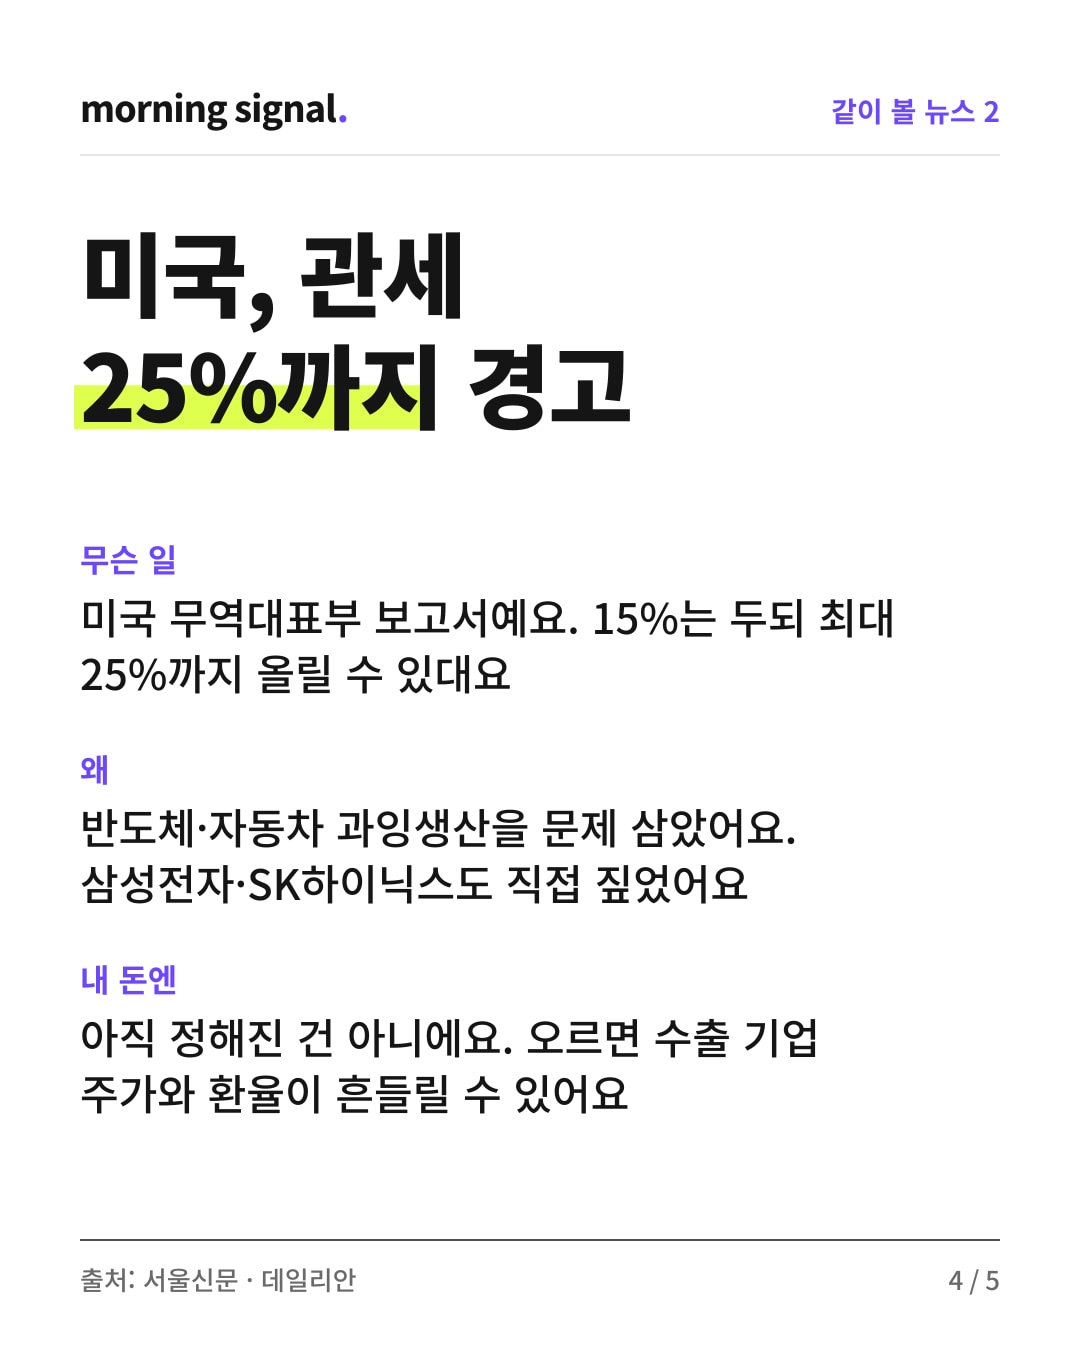 morning signal.
같이 볼 뉴스 2
미국, 관세
25%까지 경고
무슨 일
미국 무역대표부 보고서예요. 15%는 두되 최대
25%까지 올릴 수 있대요
왜
반도체·자동차 과잉생산을 문제 삼았어요.
삼성전자·SK하이닉스도 직접 짚었어요
내 돈엔
아직 정해진 건 아니에요. 오르면 수출 기업
주가와 환율이 흔들릴 수 있어요
출처: 서울신문 · 데일리안
4 / 5